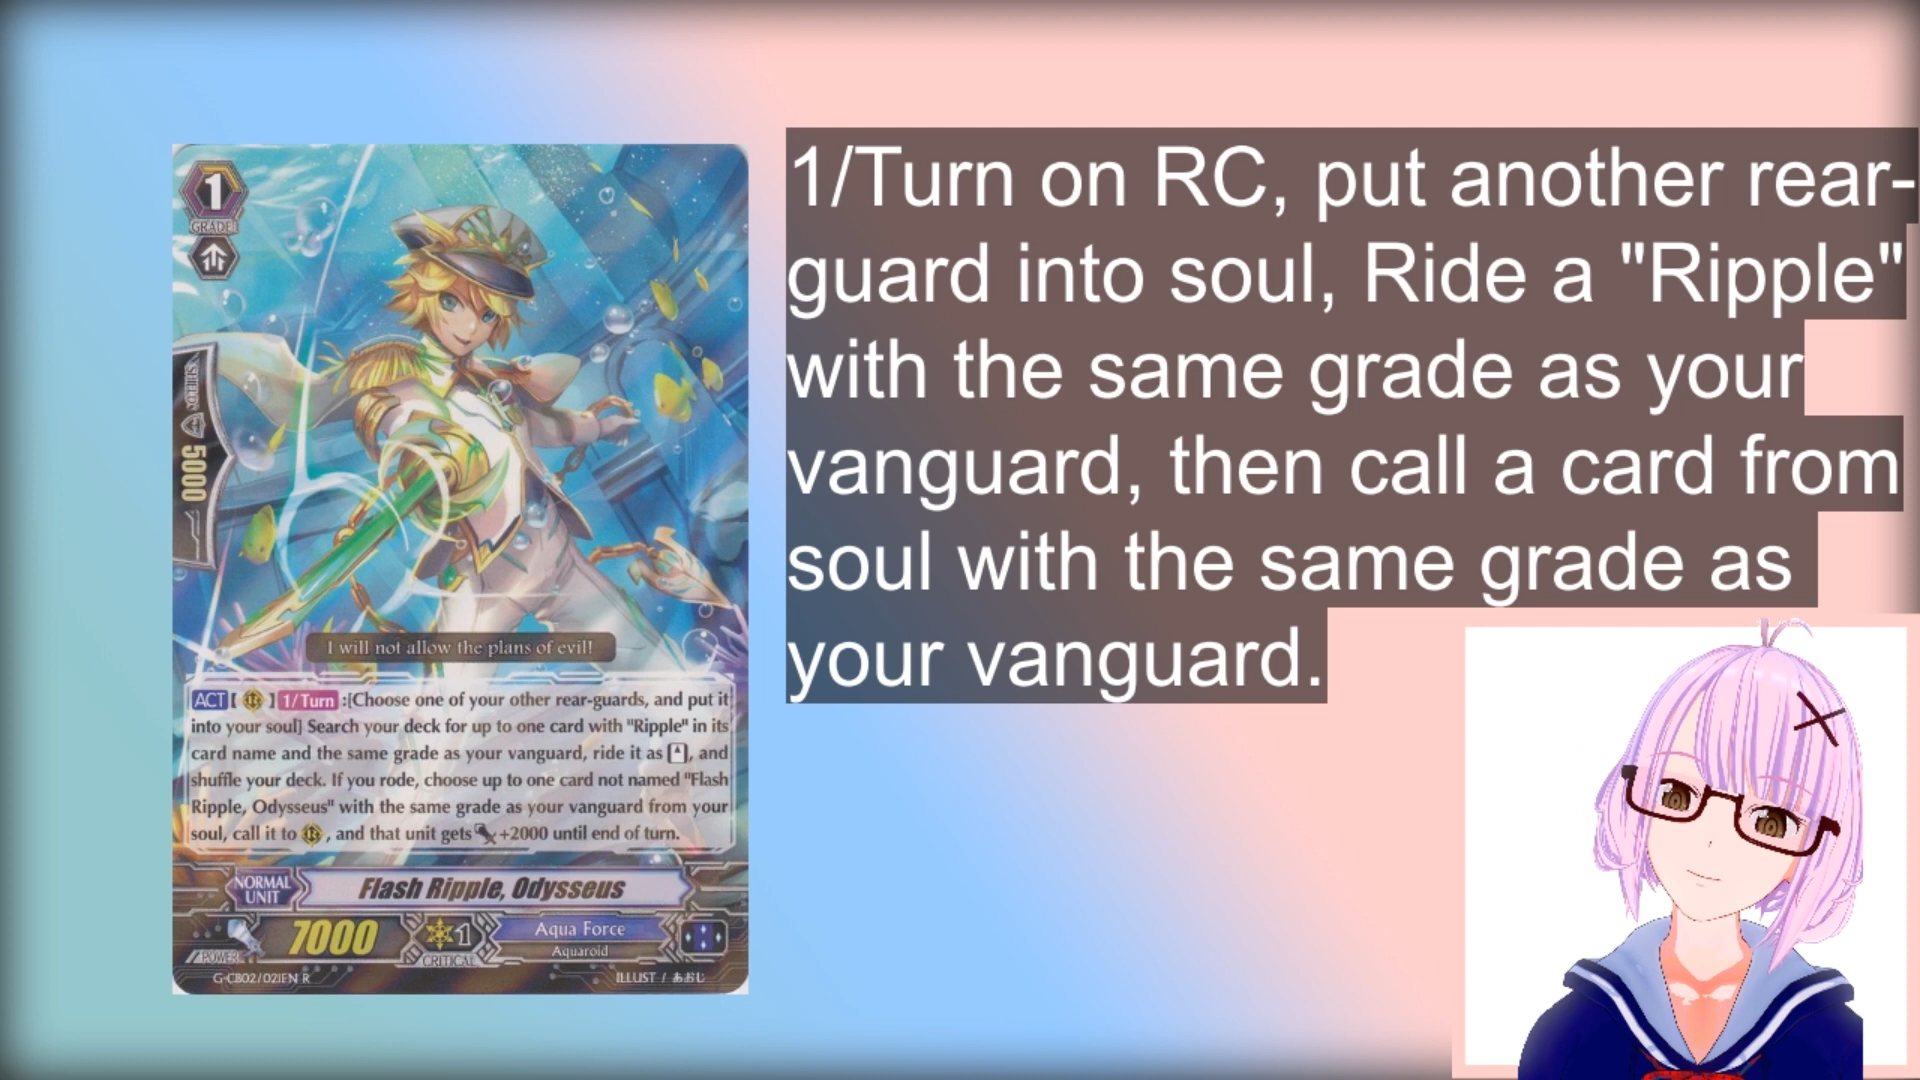 1
GRADE
SHIELD
5000
I will not allow the plans of evil!
ACT【 RC 】 1/Turn :[Choose one of your other rear-guards, and put it
into your soul] Search your deck for up to one card with "Ripple" in its
card name and the same grade as your vanguard, ride it as , and
shuffle your deck. If you rode, choose up to one card not named "Flash
Ripple, Odysseus" with the same grade as your vanguard from your
soul, call it to RC , and that unit gets +2000 until end of turn.
NORMAL
UNIT
Flash Ripple, Odysseus
POWER
7000
1
CRITICAL
Aqua Force
Aquaroid
G-CB02/021EN R
ILLUST / あおじ
1/Turn on RC, put another rear-
guard into soul, Ride a "Ripple"
with the same grade as your
vanguard, then call a card from
soul with the same grade as
your vanguard.